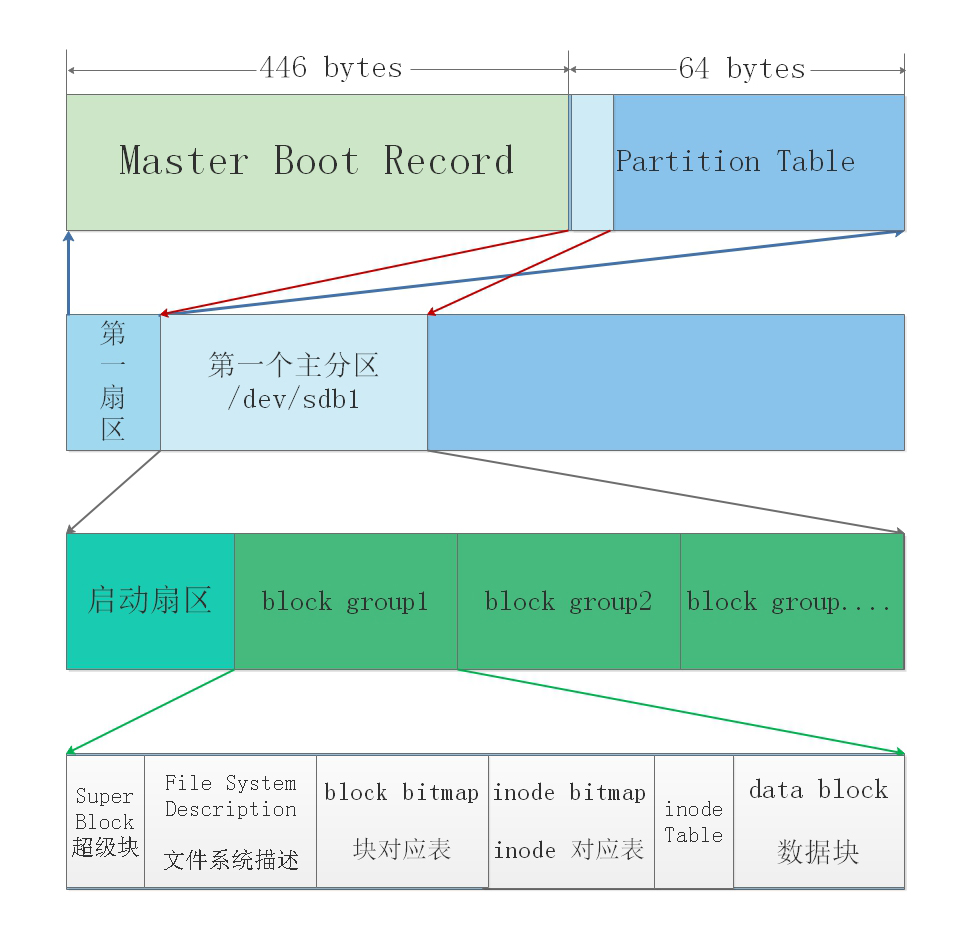 446 bytes
64 bytes
Master Boot Record
Partition Table
第
一
扇
区
第一个主分区
/dev/sdb1
启动扇区
block group1
block group2
block group....
Super
Block
超级块
File System
Description
文件系统描述
block bitmap
块对应表
inode bitmap
inode 对应表
inode
Table
data block
数据块